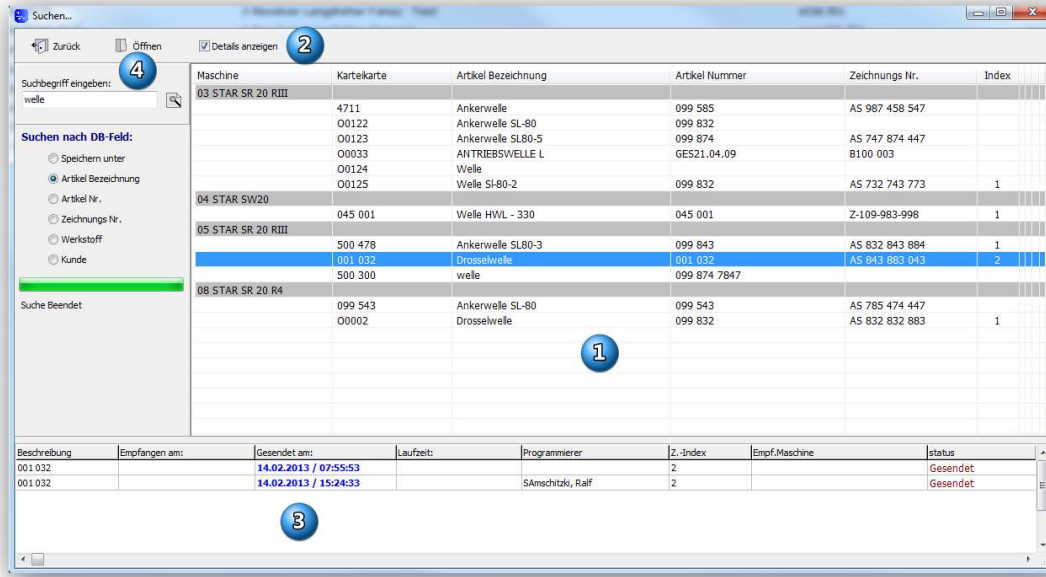 Suchen...
Zurück Öffnen Details anzeigen 2
4
Suchbegriff eingeben:
welle
Suchen nach DB-Feld:
Speichern unter
Artikel Bezeichnung
Artikel Nr.
Zeichnungs Nr.
Werkstoff
Kunde
Suche Beendet
Maschine Karteikarte Artikel Bezeichnung Artikel Nummer Zeichnungs Nr. Index
03 STAR SR 20 RIII
4711 Ankerwelle 099 585 AS 987 458 547
O0122 Ankerwelle SL-80 099 832
O0123 Ankerwelle SL80-5 099 874 AS 747 874 447
O0033 ANTRIEBSWELLE L GES21.04.09 B100 003
O0124 Welle
O0125 Welle Sl-80-2 099 832 AS 732 743 773 1
04 STAR SW20
045 001 Welle HWL - 330 045 001 Z-109-983-998 1
05 STAR SR 20 RIII
500 478 Ankerwelle SL80-3 099 843 AS 832 843 884 1
001 032 Drosselwelle 001 032 AS 843 883 043 2
500 300 welle 099 874 7847
08 STAR SR 20 R4
099 543 Ankerwelle SL-80 099 543 AS 785 474 447
O0002 Drosselwelle 099 832 AS 832 832 883 1
1
Beschreibung Empfangen am: Gesendet am: Laufzeit: Programmierer Z.-Index Empf.Maschine status
001 032 14.02.2013 / 07:55:53 2 Gesendet
001 032 14.02.2013 / 15:24:33 SAmschitzki, Ralf 2 Gesendet
3